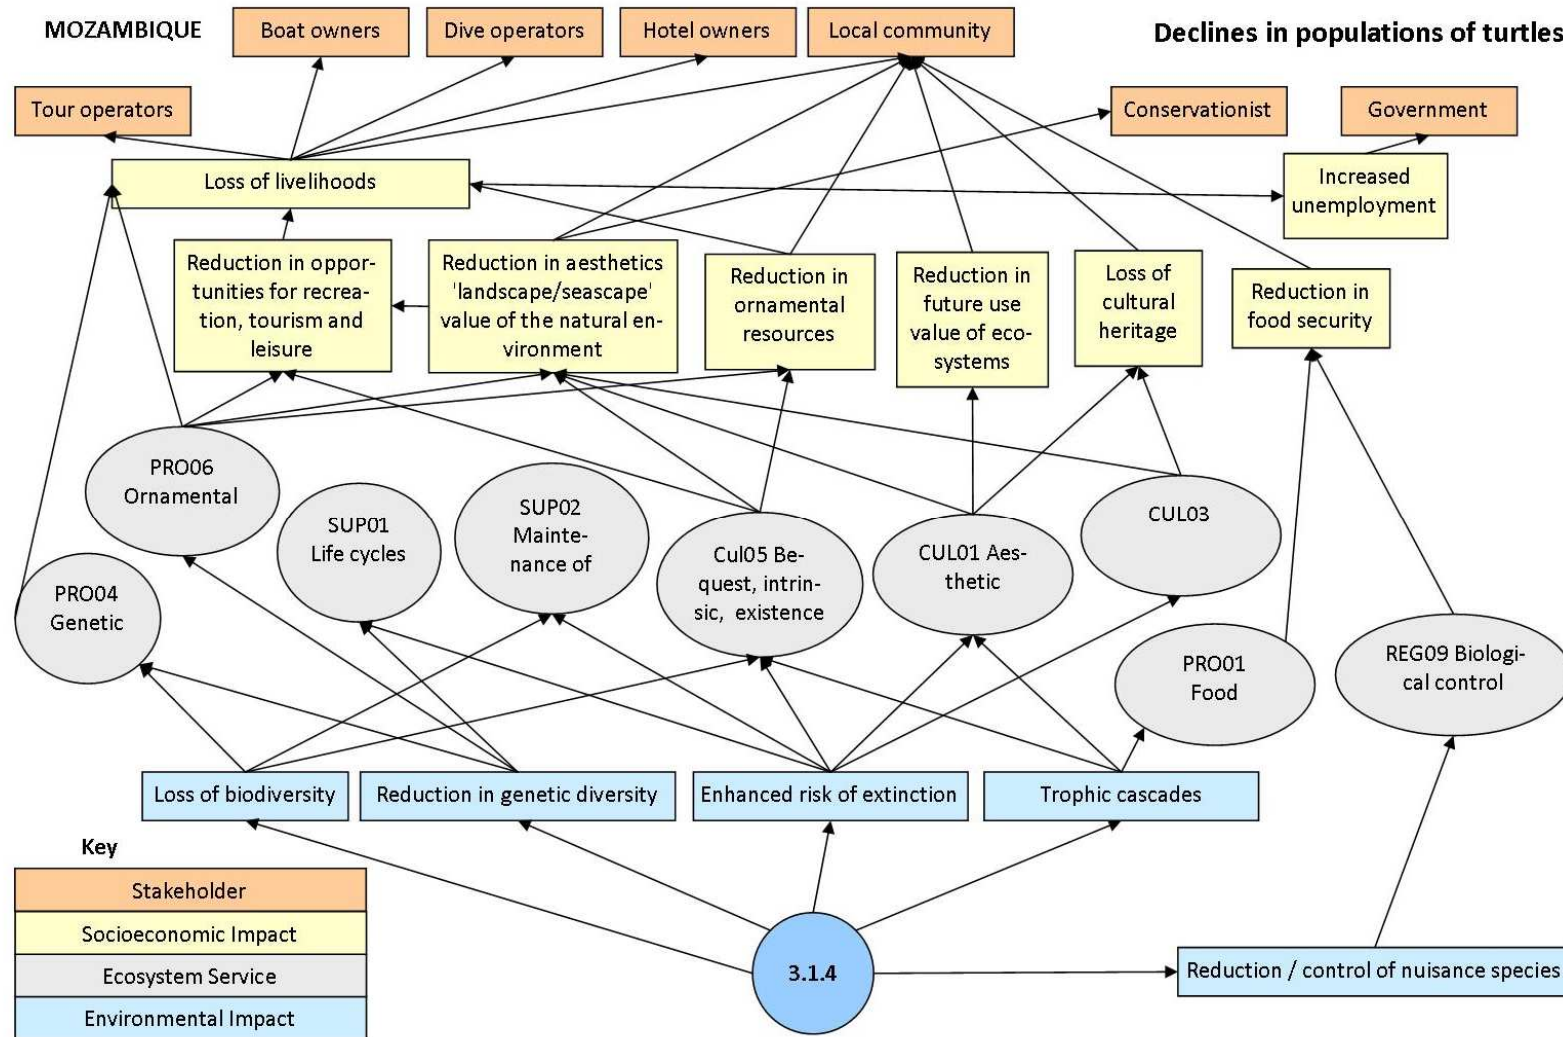 MOZAMBIQUE
Boat owners
Dive operators
Hotel owners
Local community
Declines in populations of turtles
Tour operators
Conservationist
Government
Loss of livelihoods
Increased
unemployment
Reduction in oppor-
tunities for recrea-
tion, tourism and
leisure
Reduction in aesthetics
'landscape/seascape'
value of the natural en-
vironment
Reduction in
ornamental
resources
Reduction in
future use
value of eco-
systems
Loss of
cultural
heritage
Reduction in
food security
PRO06
Ornamental
SUP01
Life cycles
SUP02
Mainte-
nance of
Cul05 Be-
quest, intrin-
sic, existence
CUL01 Aes-
thetic
CUL03
PRO04
Genetic
PRO01
Food
REG09 Biologi-
cal control
Loss of biodiversity
Reduction in genetic diversity
Enhanced risk of extinction
Trophic cascades
Key
Stakeholder
Socioeconomic Impact
Ecosystem Service
Environmental Impact
3.1.4
Reduction / control of nuisance species